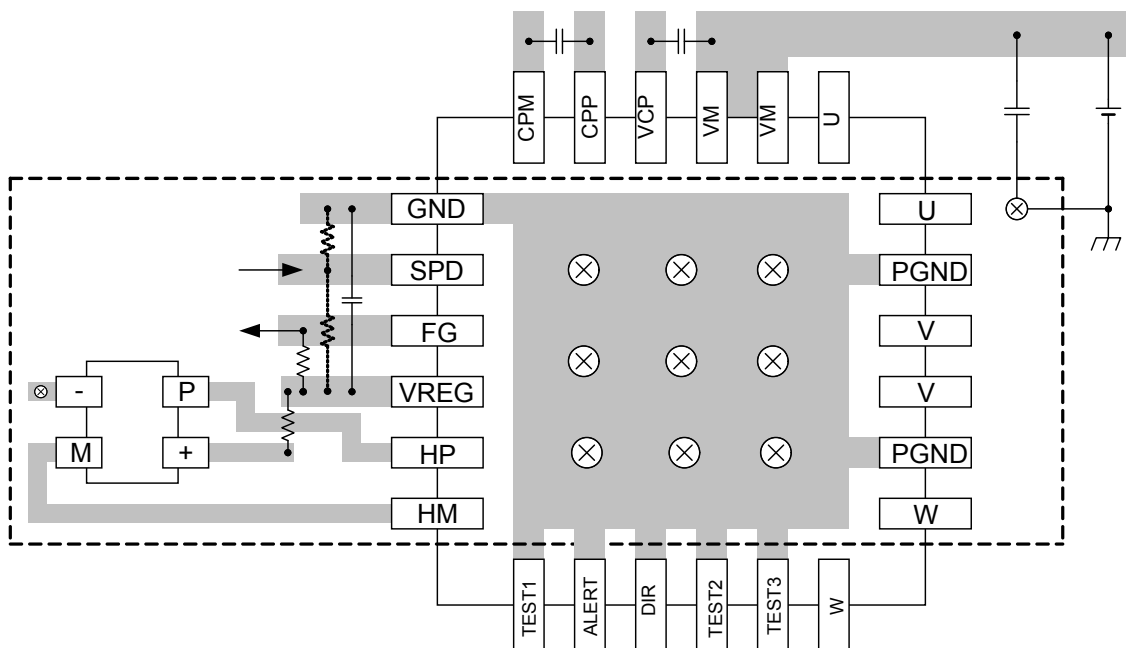 CPM
CPP
VCP
VM
VM
U
GND
U
SPD
PGND
FG
V
-
P
VREG
V
M
+
HP
PGND
HM
W
TEST1
ALERT
DIR
TEST2
TEST3
W